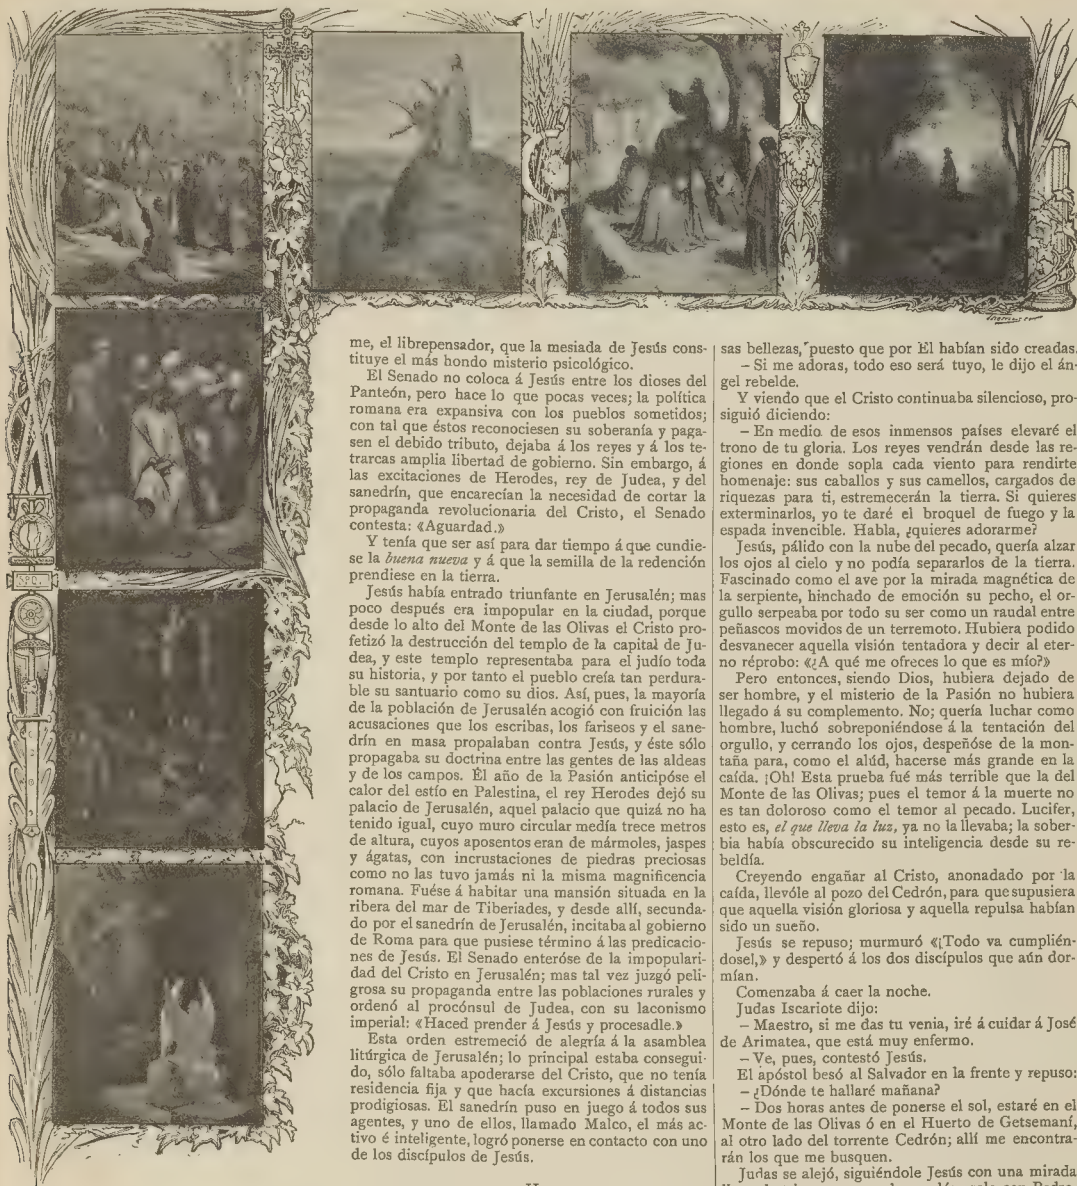 me, el librepensador, que la mesiada de Jesús cons-
tituye el más hondo misterio psicológico.
El Senado no coloca á Jesús entre los dioses del
Panteón, pero hace lo que pocas veces; la política
romana era expansiva con los pueblos sometidos;
con tal que éstos reconociesen su soberanía y paga-
sen el debido tributo, dejaba á los reyes y á los te-
trarcas amplia libertad de gobierno. Sin embargo, á
las excitaciones de Herodes, rey de Judea, y del
sanedrín, que encarecían la necesidad de cortar la
propaganda revolucionaria del Cristo, el Senado
contesta: «Aguardad.»
Y tenía que ser así para dar tiempo á que cundie-
se la buena nueva y á que la semilla de la redención
prendiese en la tierra.
Jesús había entrado triunfante en Jerusalén; mas
poco después era impopular en la ciudad, porque
desde lo alto del Monte de las Olivas el Cristo pro-
fetizó la destrucción del templo de la capital de Ju-
dea, y este templo representaba para el judío toda
su historia, y por tanto el pueblo creía tan perdura-
ble su santuario como su dios. Así, pues, la mayoría
de la población de Jerusalén acogió con fruición las
acusaciones que los escribas, los fariseos y el sane-
drín en masa propalaban contra Jesús, y éste sólo
propagaba su doctrina entre las gentes de las aldeas
y de los campos. Él año de la Pasión anticipóse el
calor del estío en Palestina, el rey Herodes dejó su
palacio de Jerusalén, aquel palacio que quizá no ha
tenido igual, cuyo muro circular medía trece metros
de altura, cuyos aposentos eran de mármoles, jaspes
y ágatas, con incrustaciones de piedras preciosas
como no las tuvo jamás ni la misma magnificencia
romana. Fuése á habitar una mansión situada en la
ribera del mar de Tiberiades, y desde allí, secunda-
do por el sanedrín de Jerusalén, incitaba al gobierno
de Roma para que pusiese término á las predicacio-
nes de Jesús. El Senado enteróse de la impopulari-
dad del Cristo en Jerusalén; mas tal vez juzgó peli-
grosa su propaganda entre las poblaciones rurales y
ordenó al procónsul de Judea, con su laconismo
imperial: «Haced prender á Jesús y procesadle.»
Esta orden estremeció de alegría á la asamblea
litúrgica de Jerusalén; lo principal estaba consegui-
do, sólo faltaba apoderarse del Cristo, que no tenía
residencia fija y que hacía excursiones á distancias
prodigiosas. El sanedrín puso en juego á todos sus
agentes, y uno de ellos, llamado Malco, el más ac-
tivo é inteligente, logró ponerse en contacto con uno
de los discípulos de Jesús.
sas bellezas, puesto que por El habían sido creadas.
– Si me adoras, todo eso será tuyo, le dijo el án-
gel rebelde.
Y viendo que el Cristo continuaba silencioso, pro-
siguió diciendo:
– En medio de esos inmensos países elevaré el
trono de tu gloria. Los reyes vendrán desde las re-
giones en donde sopla cada viento para rendirte
homenaje: sus caballos y sus camellos, cargados de
riquezas para ti, estremecerán la tierra. Si quieres
exterminarlos, yo te daré el broquel de fuego y la
espada invencible. Habla, ¿quieres adorarme?
Jesús, pálido con la nube del pecado, quería alzar
los ojos al cielo y no podía separarlos de la tierra.
Fascinado como el ave por la mirada magnética de
la serpiente, hinchado de emoción su pecho, el or-
gullo serpeaba por todo su ser como un raudal entre
peñascos movidos de un terremoto. Hubiera podido
desvanecer aquella visión tentadora y decir al eter-
no réprobo: «¿A qué me ofreces lo que es mío?»
Pero entonces, siendo Dios, hubiera dejado de
ser hombre, y el misterio de la Pasión no hubiera
llegado á su complemento. No; quería luchar como
hombre, luchó sobreponiéndose á la tentación del
orgullo, y cerrando los ojos, despeñóse de la mon-
taña para, como el alúd, hacerse más grande en la
caída. ¡Oh! Esta prueba fué más terrible que la del
Monte de las Olivas; pues el temor á la muerte no
es tan doloroso como el temor al pecado. Lucifer,
esto es, el que lleva la luz, ya no la llevaba; la sober-
bia había obscurecido su inteligencia desde su re-
beldía.
Creyendo engañar al Cristo, anonadado por la
caída, llevóle al pozo del Cedrón, para que supusiera
que aquella visión gloriosa y aquella repulsa habían
sido un sueño.
Jesús se repuso; murmuró «¡Todo va cumplién-
dose!,» y despertó á los dos discípulos que aún dor-
mían.
Comenzaba á caer la noche.
Judas Iscariote dijo:
– Maestro, si me das tu venia, iré á cuidar á José
de Arimatea, que está muy enfermo.
– Ve, pues, contestó Jesús.
El apóstol besó al Salvador en la frente y repuso:
– ¿Dónde te hallaré mañana?
– Dos horas antes de ponerse el sol, estaré en el
Monte de las Olivas ó en el Huerto de Getsemaní,
al otro lado del torrente Cedrón; allí me encontra-
rán los que me busquen.
Judas se alejó, siguiéndole Jesús con una mirada
SPQ.